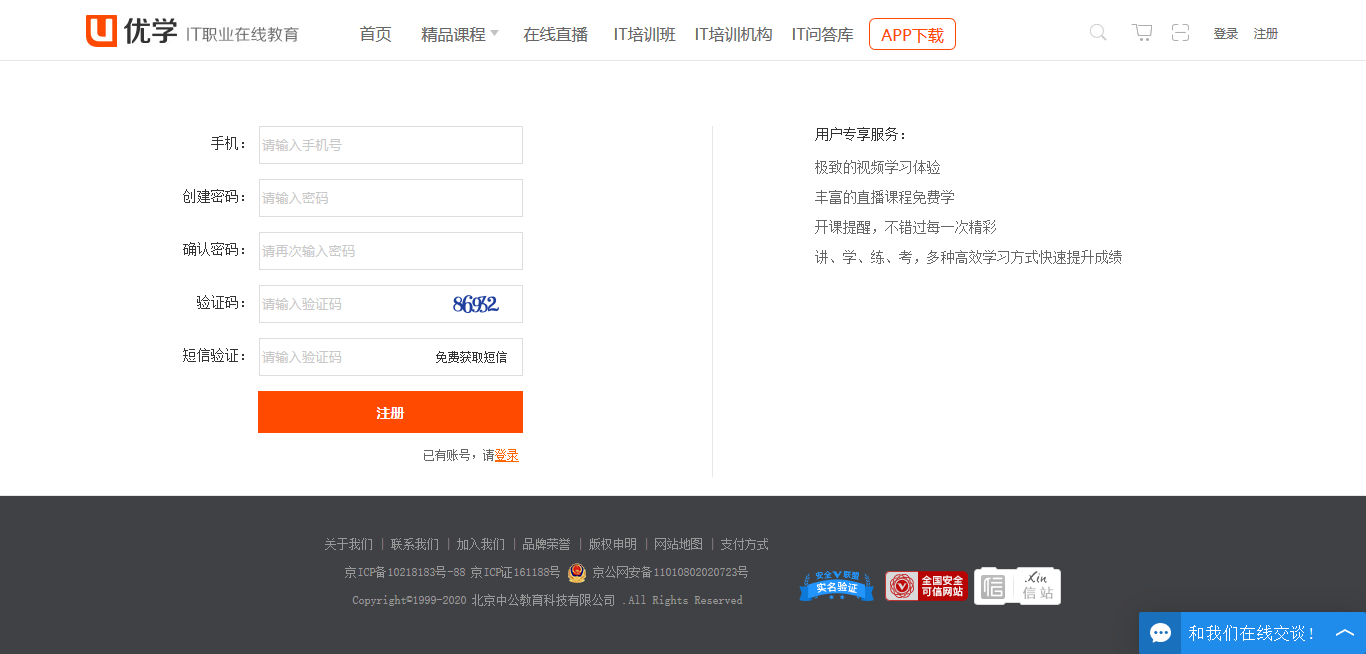 优学 IT职业在线教育 首页 精品课程 在线直播 IT培训班 IT培训机构 IT问答库 APP下载 登录 注册
手机： 请输入手机号
创建密码： 请输入密码
确认密码： 请再次输入密码
验证码： 请输入验证码 86932
短信验证： 请输入验证码 免费获取短信
注册
已有账号，请登录
用户专享服务：
极致的视频学习体验
丰富的直播课程免费学
开课提醒，不错过每一次精彩
讲、学、练、考，多种高效学习方式快速提升成绩
关于我们 | 联系我们 | 加入我们 | 品牌荣誉 | 版权申明 | 网站地图 | 支付方式
京ICP备10218183号-88 京ICP证161188号 京公网安备11010802020723号
Copyright©1999-2020 北京中公教育科技有限公司 .All Rights Reserved
安全联盟
实名验证
全国安全
可信网站
信
Xin
信站
和我们在线交谈！